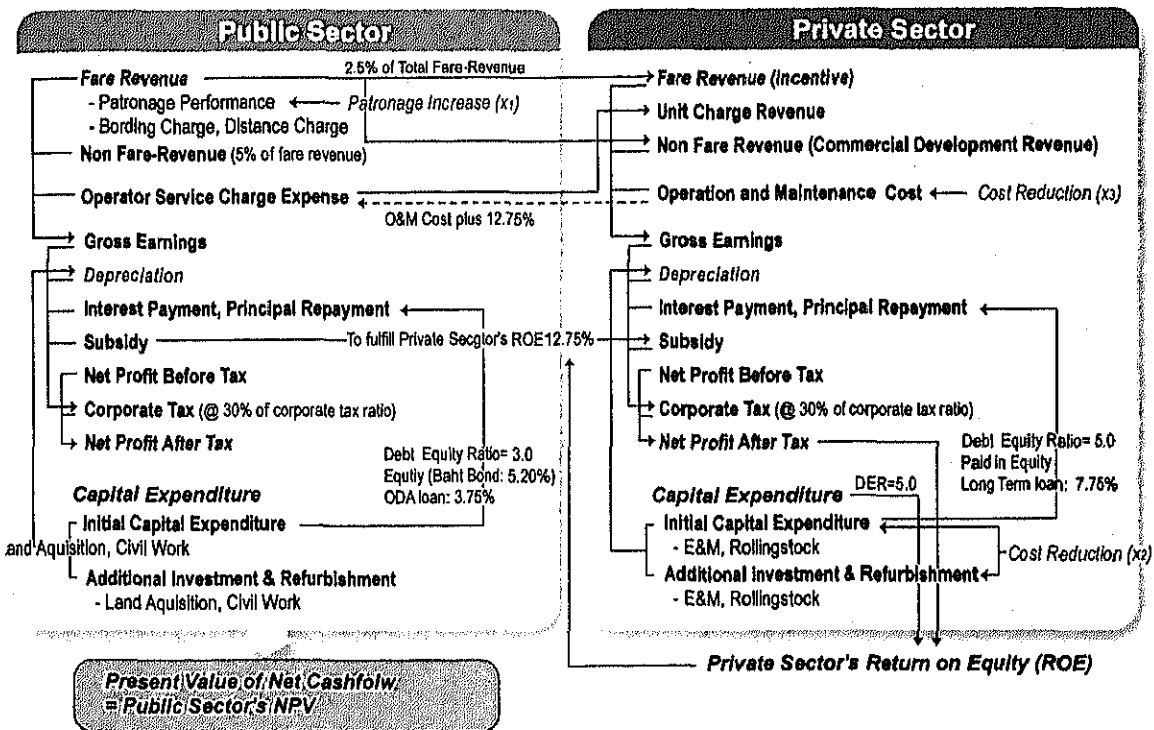 Public Sector
Fare Revenue
2.5% of Total Fare-Revenue
- Patronage Performance
Patronage Increase (x1)
- Bording Charge, Distance Charge
Non Fare-Revenue (5% of fare revenue)
Operator Service Charge Expense
O&M Cost plus 12.75%
Gross Earnings
Depreciation
Interest Payment, Principal Repayment
Subsidy
To fulfill Private Secgtor's ROE12.75%
Net Profit Before Tax
Corporate Tax (@ 30% of corporate tax ratio)
Net Profit After Tax
Debt Equity Ratio= 3.0
Equtiy (Baht Bond: 5.20%)
ODA loan: 3.75%
Capital Expenditure
Initial Capital Expenditure
and Aquisition, Civil Work
Additional Investment & Refurbishment
- Land Aquisition, Civil Work
Present Value of Net Cashfolw,
= Public Sector's NPV
Private Sector
Fare Revenue (Incentive)
Unit Charge Revenue
Non Fare Revenue (Commercial Development Revenue)
Operation and Maintenance Cost
Cost Reduction (x3)
Gross Earnings
Depreciation
Interest Payment, Principal Repayment
Subsidy
Net Profit Before Tax
Corporate Tax (@ 30% of corporate tax ratio)
Net Profit After Tax
Debt Equity Ratio= 5.0
Paid in Equity
Long Term loan: 7.75%
Capital Expenditure
DER=5.0
Initial Capital Expenditure
- E&M, Rollingstock
Cost Reduction (x2)
Additional Investment & Refurbishment
- E&M, Rollingstock
Private Sector's Return on Equity (ROE)